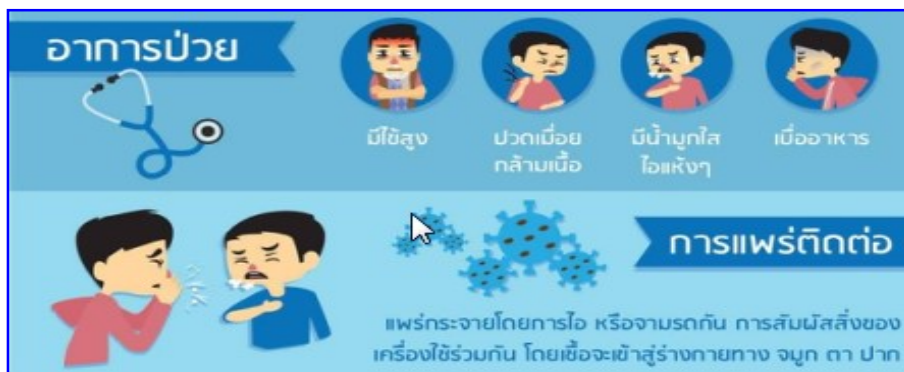 อาการป่วย
มีไข้สูง
ปวดเมื่อย
กล้ามเนื้อ
มีน้ำมูกใส
ไอแห้งๆ
เบื่ออาหาร
การแพร่ติดต่อ
แพร่กระจายโดยการไอ หรือจามรดกัน การสัมผัสสิ่งของ
เครื่องใช้ร่วมกัน โดยเชื้อจะเข้าสู่ร่างกายทาง จมูก ตา ปาก